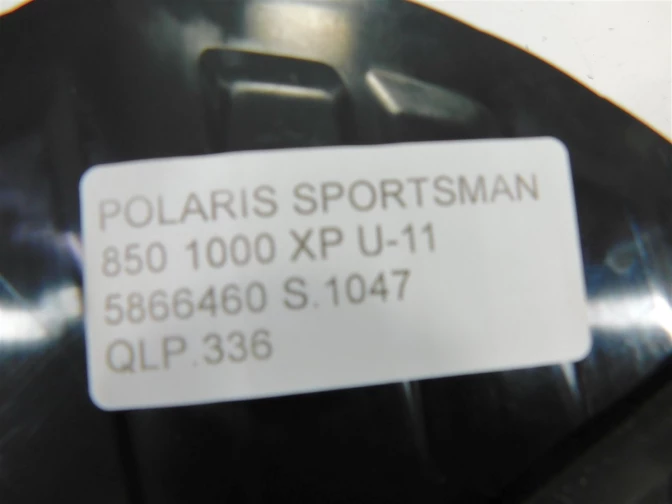 POLARIS SPORTSMAN
850 1000 XP U-11
5866460 S.1047
QLP.336